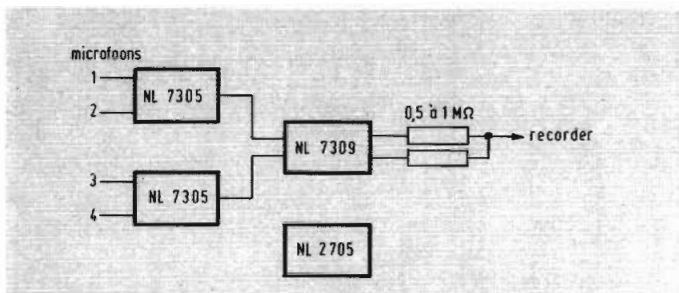 microfoons
1
2
NL 7305
NL 7309
0,5 à 1 MΩ
recorder
3
4
NL 7305
NL 2705